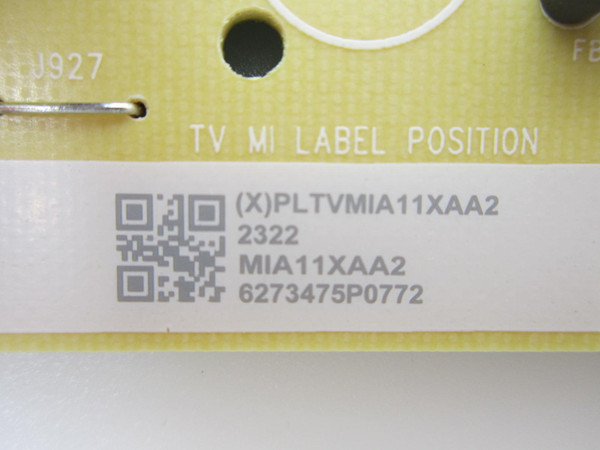 J927
FB
TV MI LABEL POSITION
(X)PLTVMIA11XAA2
2322
MIA11XAA2
6273475P0772